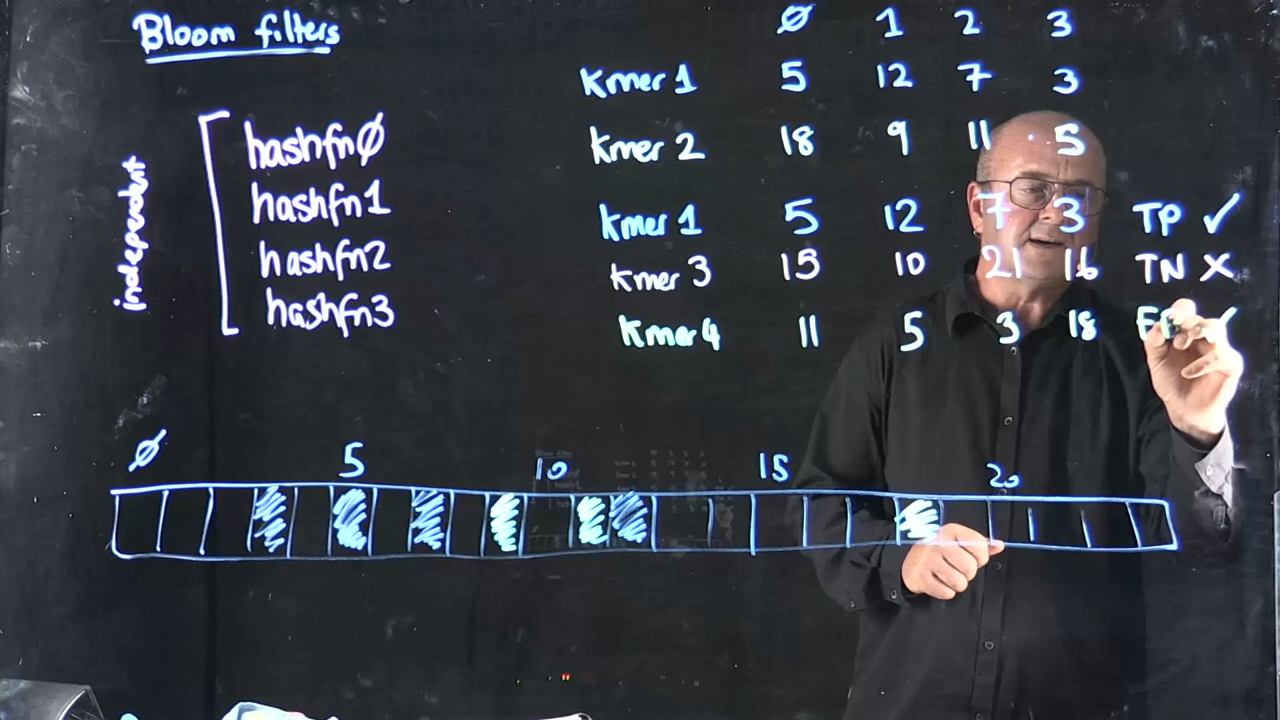 Bloom filters
Ø 1 2 3
Kmer 1 5 12 7 3
Kmer 2 18 9 11 5
Kmer 1 5 12 7 3 TP ✓
Kmer 3 15 10 21 16 TN ✗
Kmer 4 11 5 3 18 FP ✓
independent
hashfnØ
hashfn1
hashfn2
hashfn3
Ø 5 10 15 20